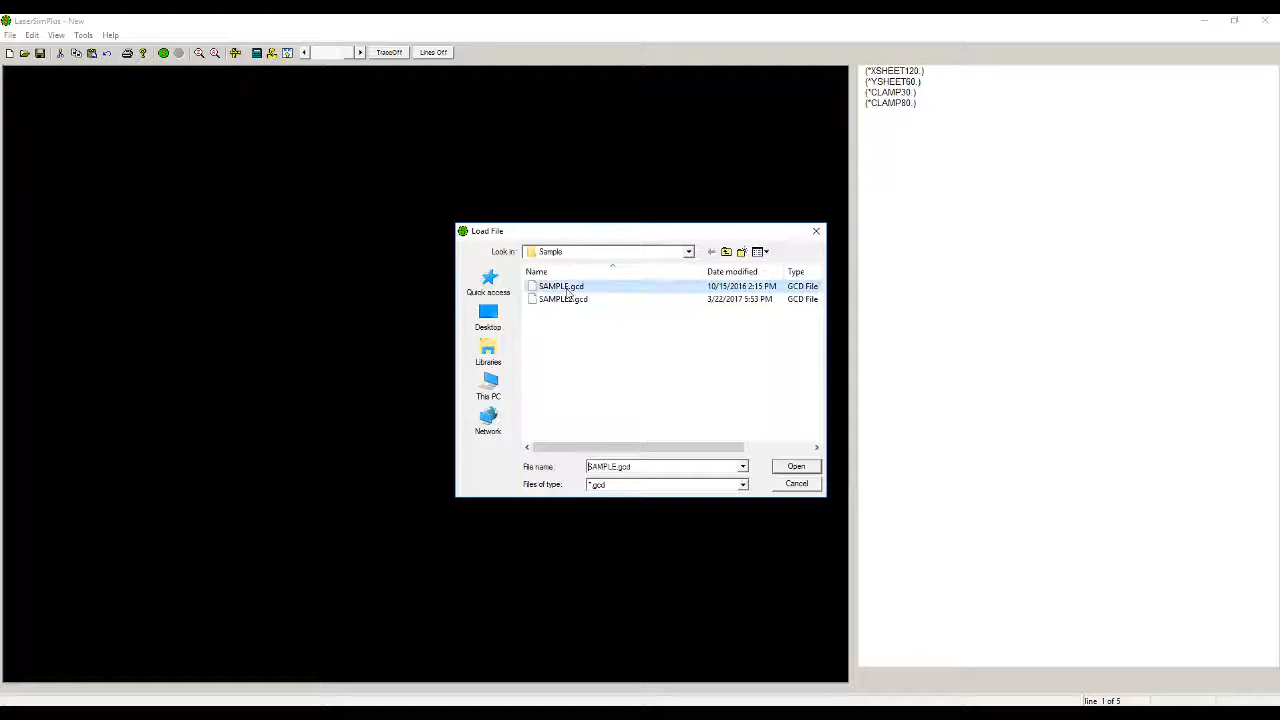 LaserSimPlus - New
File Edit View Tools Help
TraceOff Lines Off
(*XSHEET120.)
(*YSHEET60.)
(*CLAMP30.)
(*CLAMP80.)
Load File
Look in: Sample
Name Date modified Type
SAMPLE.gcd 10/15/2016 2:15 PM GCD File
3/22/2017 5:53 PM GCD File
Quick access
Desktop
Libraries
This PC
Network
File name: SAMPLE.gcd Open
Files of type: *.gcd Cancel
line 1 of 5